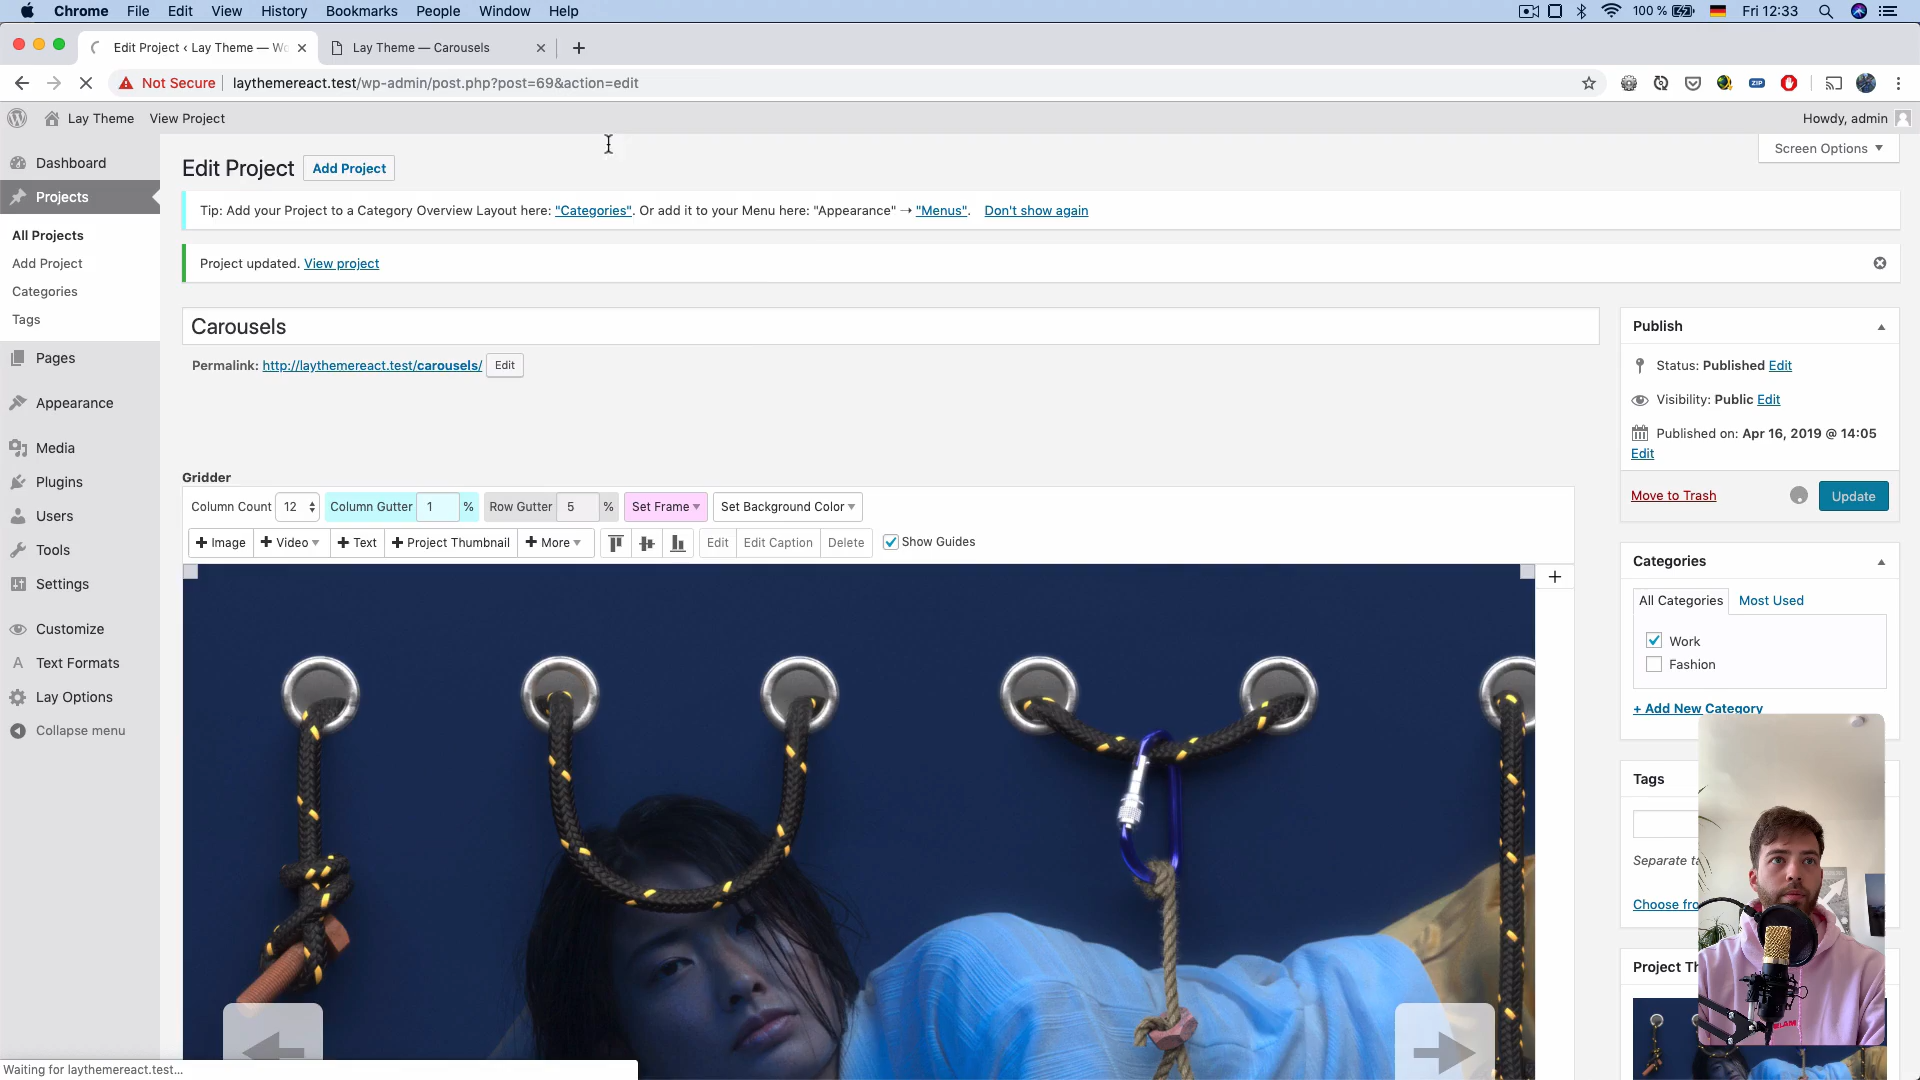 Chrome File Edit View History Bookmarks People Window Help 100 % Fri 12:33
Edit Project ‹ Lay Theme — Wo Lay Theme — Carousels
Not Secure laythemereact.test/wp-admin/post.php?post=69&action=edit ZIP
Lay Theme View Project Howdy, admin
Screen Options
Dashboard
Projects
All Projects
Add Project
Categories
Tags
Pages
Appearance
Media
Plugins
Users
Tools
Settings
Customize
Text Formats
Lay Options
Collapse menu
Edit Project Add Project
Tip: Add your Project to a Category Overview Layout here: "Categories". Or add it to your Menu here: "Appearance" → "Menus". Don't show again
Project updated. View project
Carousels
Permalink: http://laythemereact.test/carousels/ Edit
Gridder
Column Count 12 Column Gutter 1 % Row Gutter 5 % Set Frame Set Background Color
+ Image + Video + Text + Project Thumbnail + More Edit Edit Caption Delete Show Guides
Publish
Status: Published Edit
Visibility: Public Edit
Published on: Apr 16, 2019 @ 14:05
Edit
Move to Trash Update
Categories
All Categories Most Used
Work
Fashion
+ Add New Category
Tags
Separate ta
Choose fro
Project Th
Waiting for laythemereact.test...